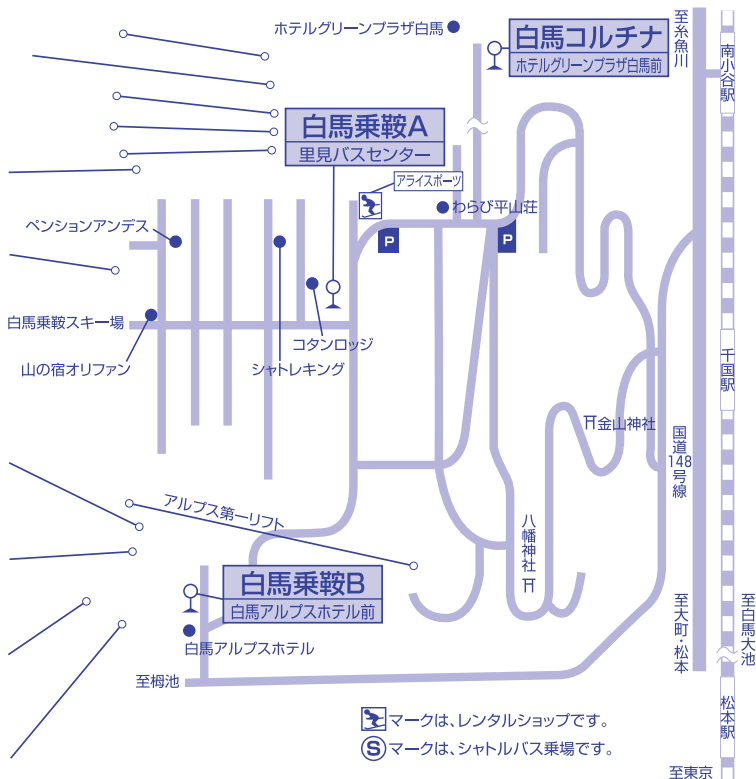 ホテルグリーンプラザ白馬
白馬コルチナ
ホテルグリーンプラザ白馬前
至糸魚川
南小谷駅
白馬乗鞍A
里見バスセンター
アライスポーツ
わらび平山荘
P
P
ペンションアンデス
白馬乗鞍スキー場
コタンロッジ
山の宿オリファン
シャトレキング
千国駅
金山神社
国道148号線
アルプス第一リフト
八幡神社
白馬乗鞍B
白馬アルプスホテル前
白馬アルプスホテル
至栂池
至大町・松本
至白馬大池
松本駅
マークは、レンタルショップです。
Sマークは、シャトルバス乗場です。
至東京